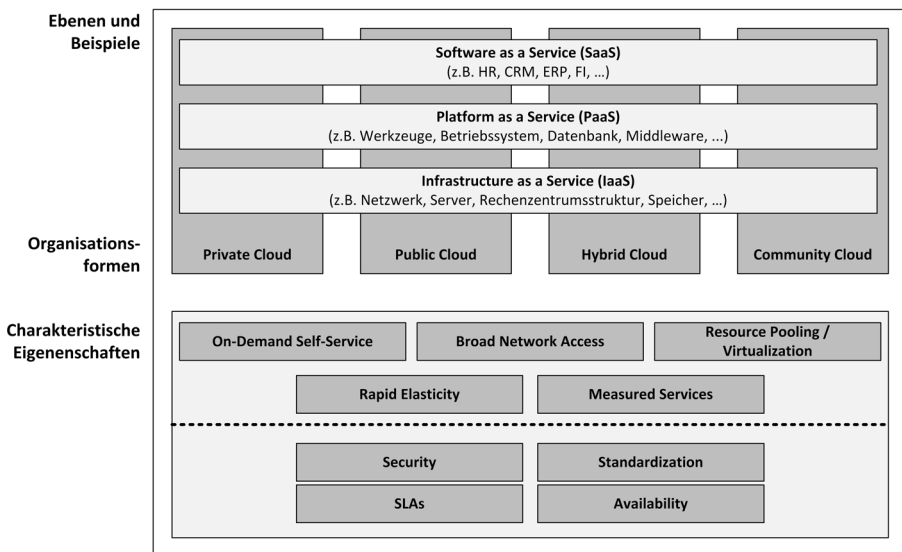 Ebenen und
Beispiele
Software as a Service (SaaS)
(z.B. HR, CRM, ERP, FI, ...)
Platform as a Service (PaaS)
(z.B. Werkzeuge, Betriebssystem, Datenbank, Middleware, ...)
Infrastructure as a Service (IaaS)
(z.B. Netzwerk, Server, Rechenzentrumsstruktur, Speicher, ...)
Organisations-
formen
Private Cloud
Public Cloud
Hybrid Cloud
Community Cloud
Charakteristische
Eigenenschaften
On-Demand Self-Service
Broad Network Access
Resource Pooling /
Virtualization
Rapid Elasticity
Measured Services
Security
Standardization
SLAs
Availability